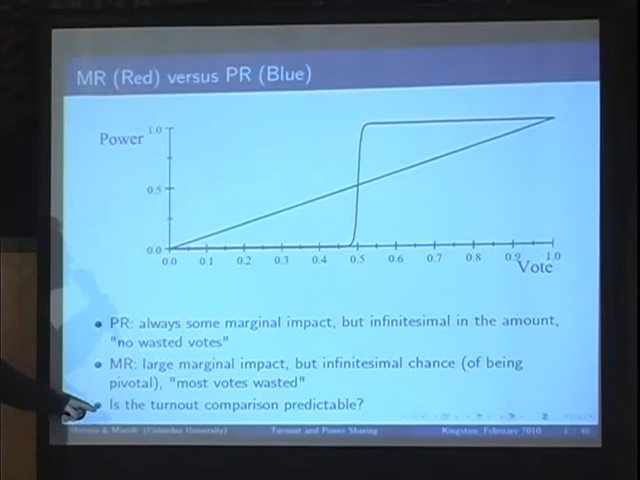 MR (Red) versus PR (Blue)
Power
1.0
0.5
0.0
0.0 0.1 0.2 0.3 0.4 0.5 0.6 0.7 0.8 0.9 1.0
Vote
PR: always some marginal impact, but infinitesimal in the amount,
"no wasted votes"
MR: large marginal impact, but infinitesimal chance (of being
pivotal), "most votes wasted"
Is the turnout comparison predictable?
(Columbia University) Turnout and Power Sharing Kingston, February 2010